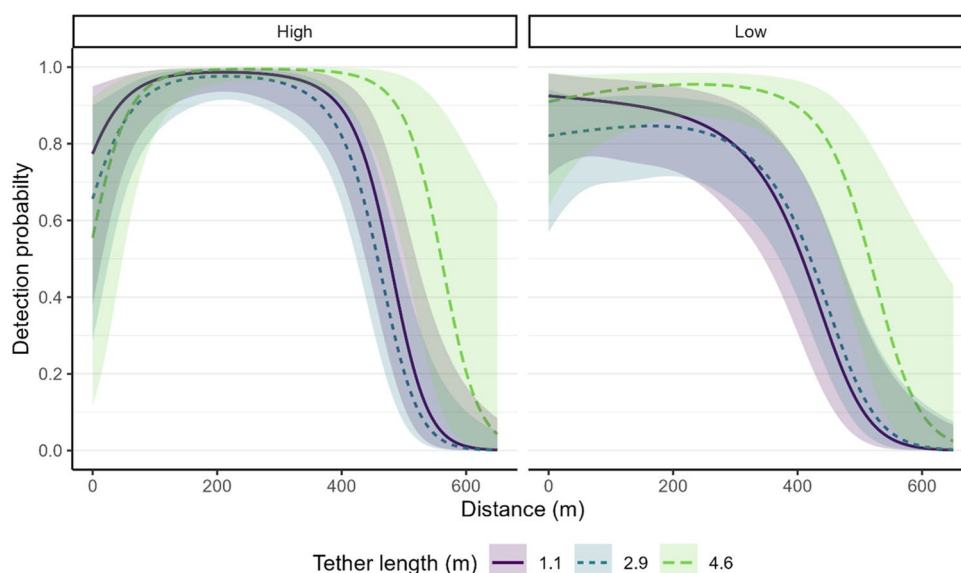 High Low
1.0
0.8
0.6
0.4
0.2
0.0
Detection probabilty
0 200 400 600 0 200 400 600
Distance (m)
Tether length (m) 1.1 2.9 4.6